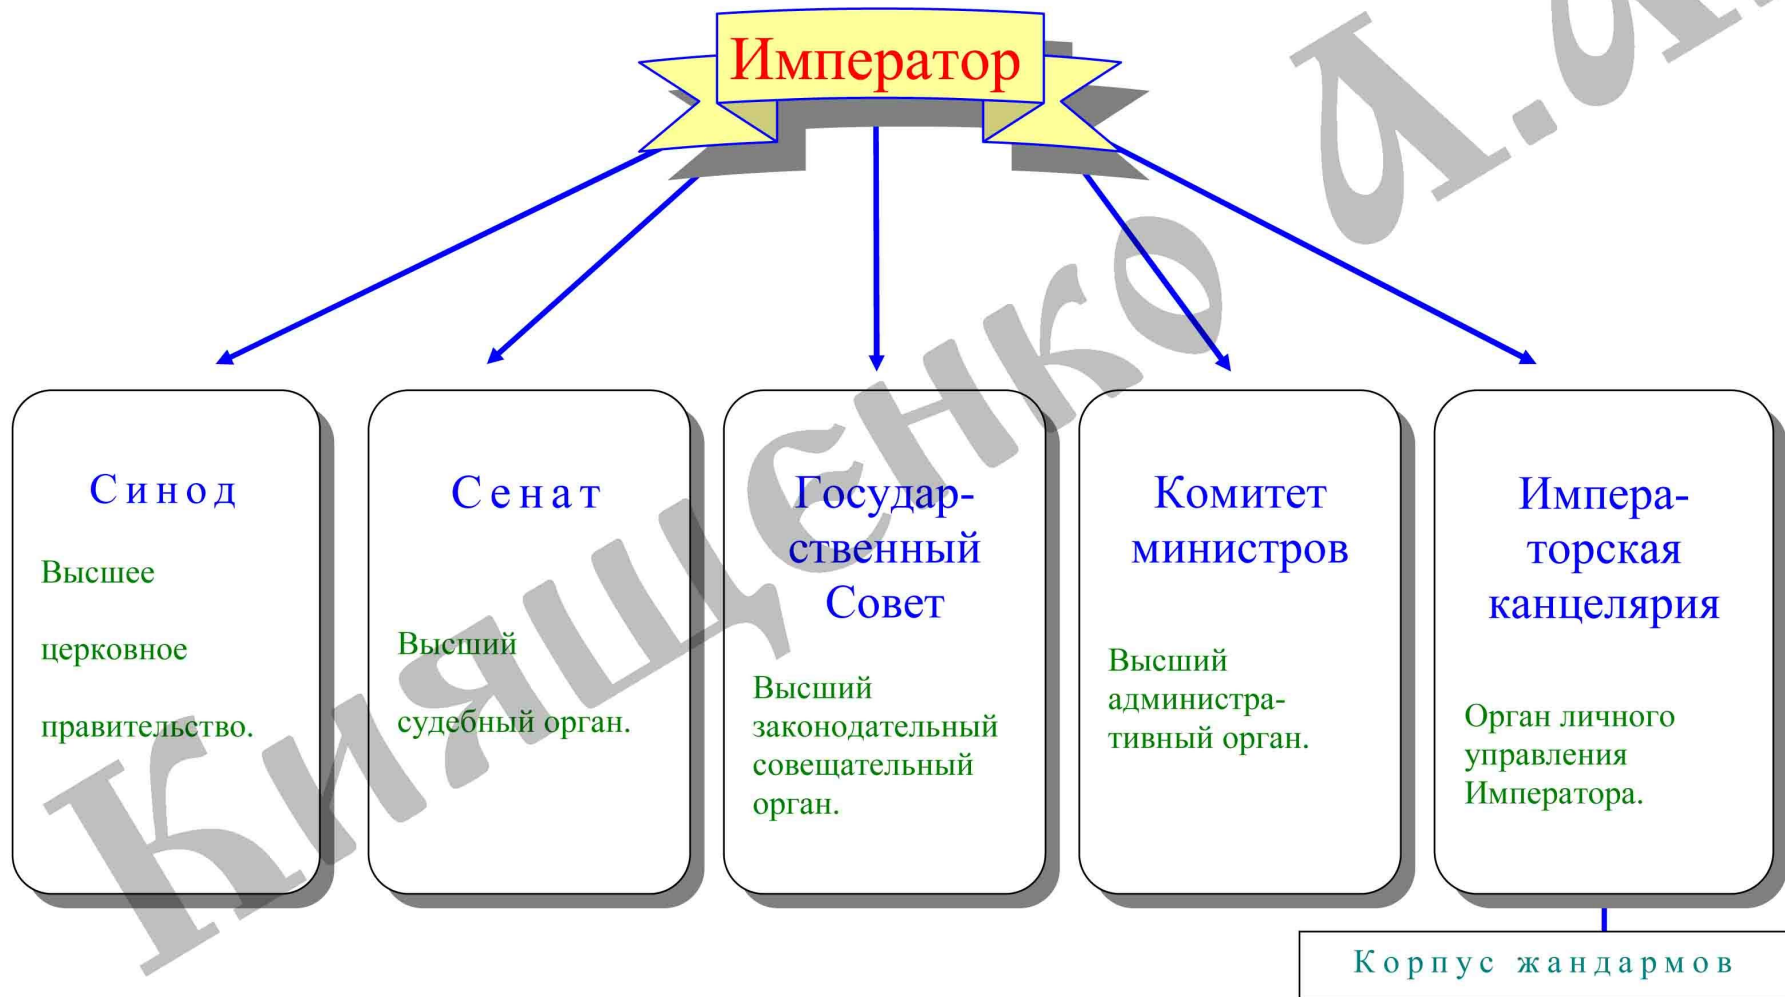 Император
Синод
Высшее
церковное
правительство.
Сенат
Высший
судебный орган.
Государ-
ственный
Совет
Высший
законодательный
совещательный
орган.
Комитет
министров
Высший
администра-
тивный орган.
Импера-
торская
канцелярия
Орган личного
управления
Императора.
Корпус жандармов
Киященко